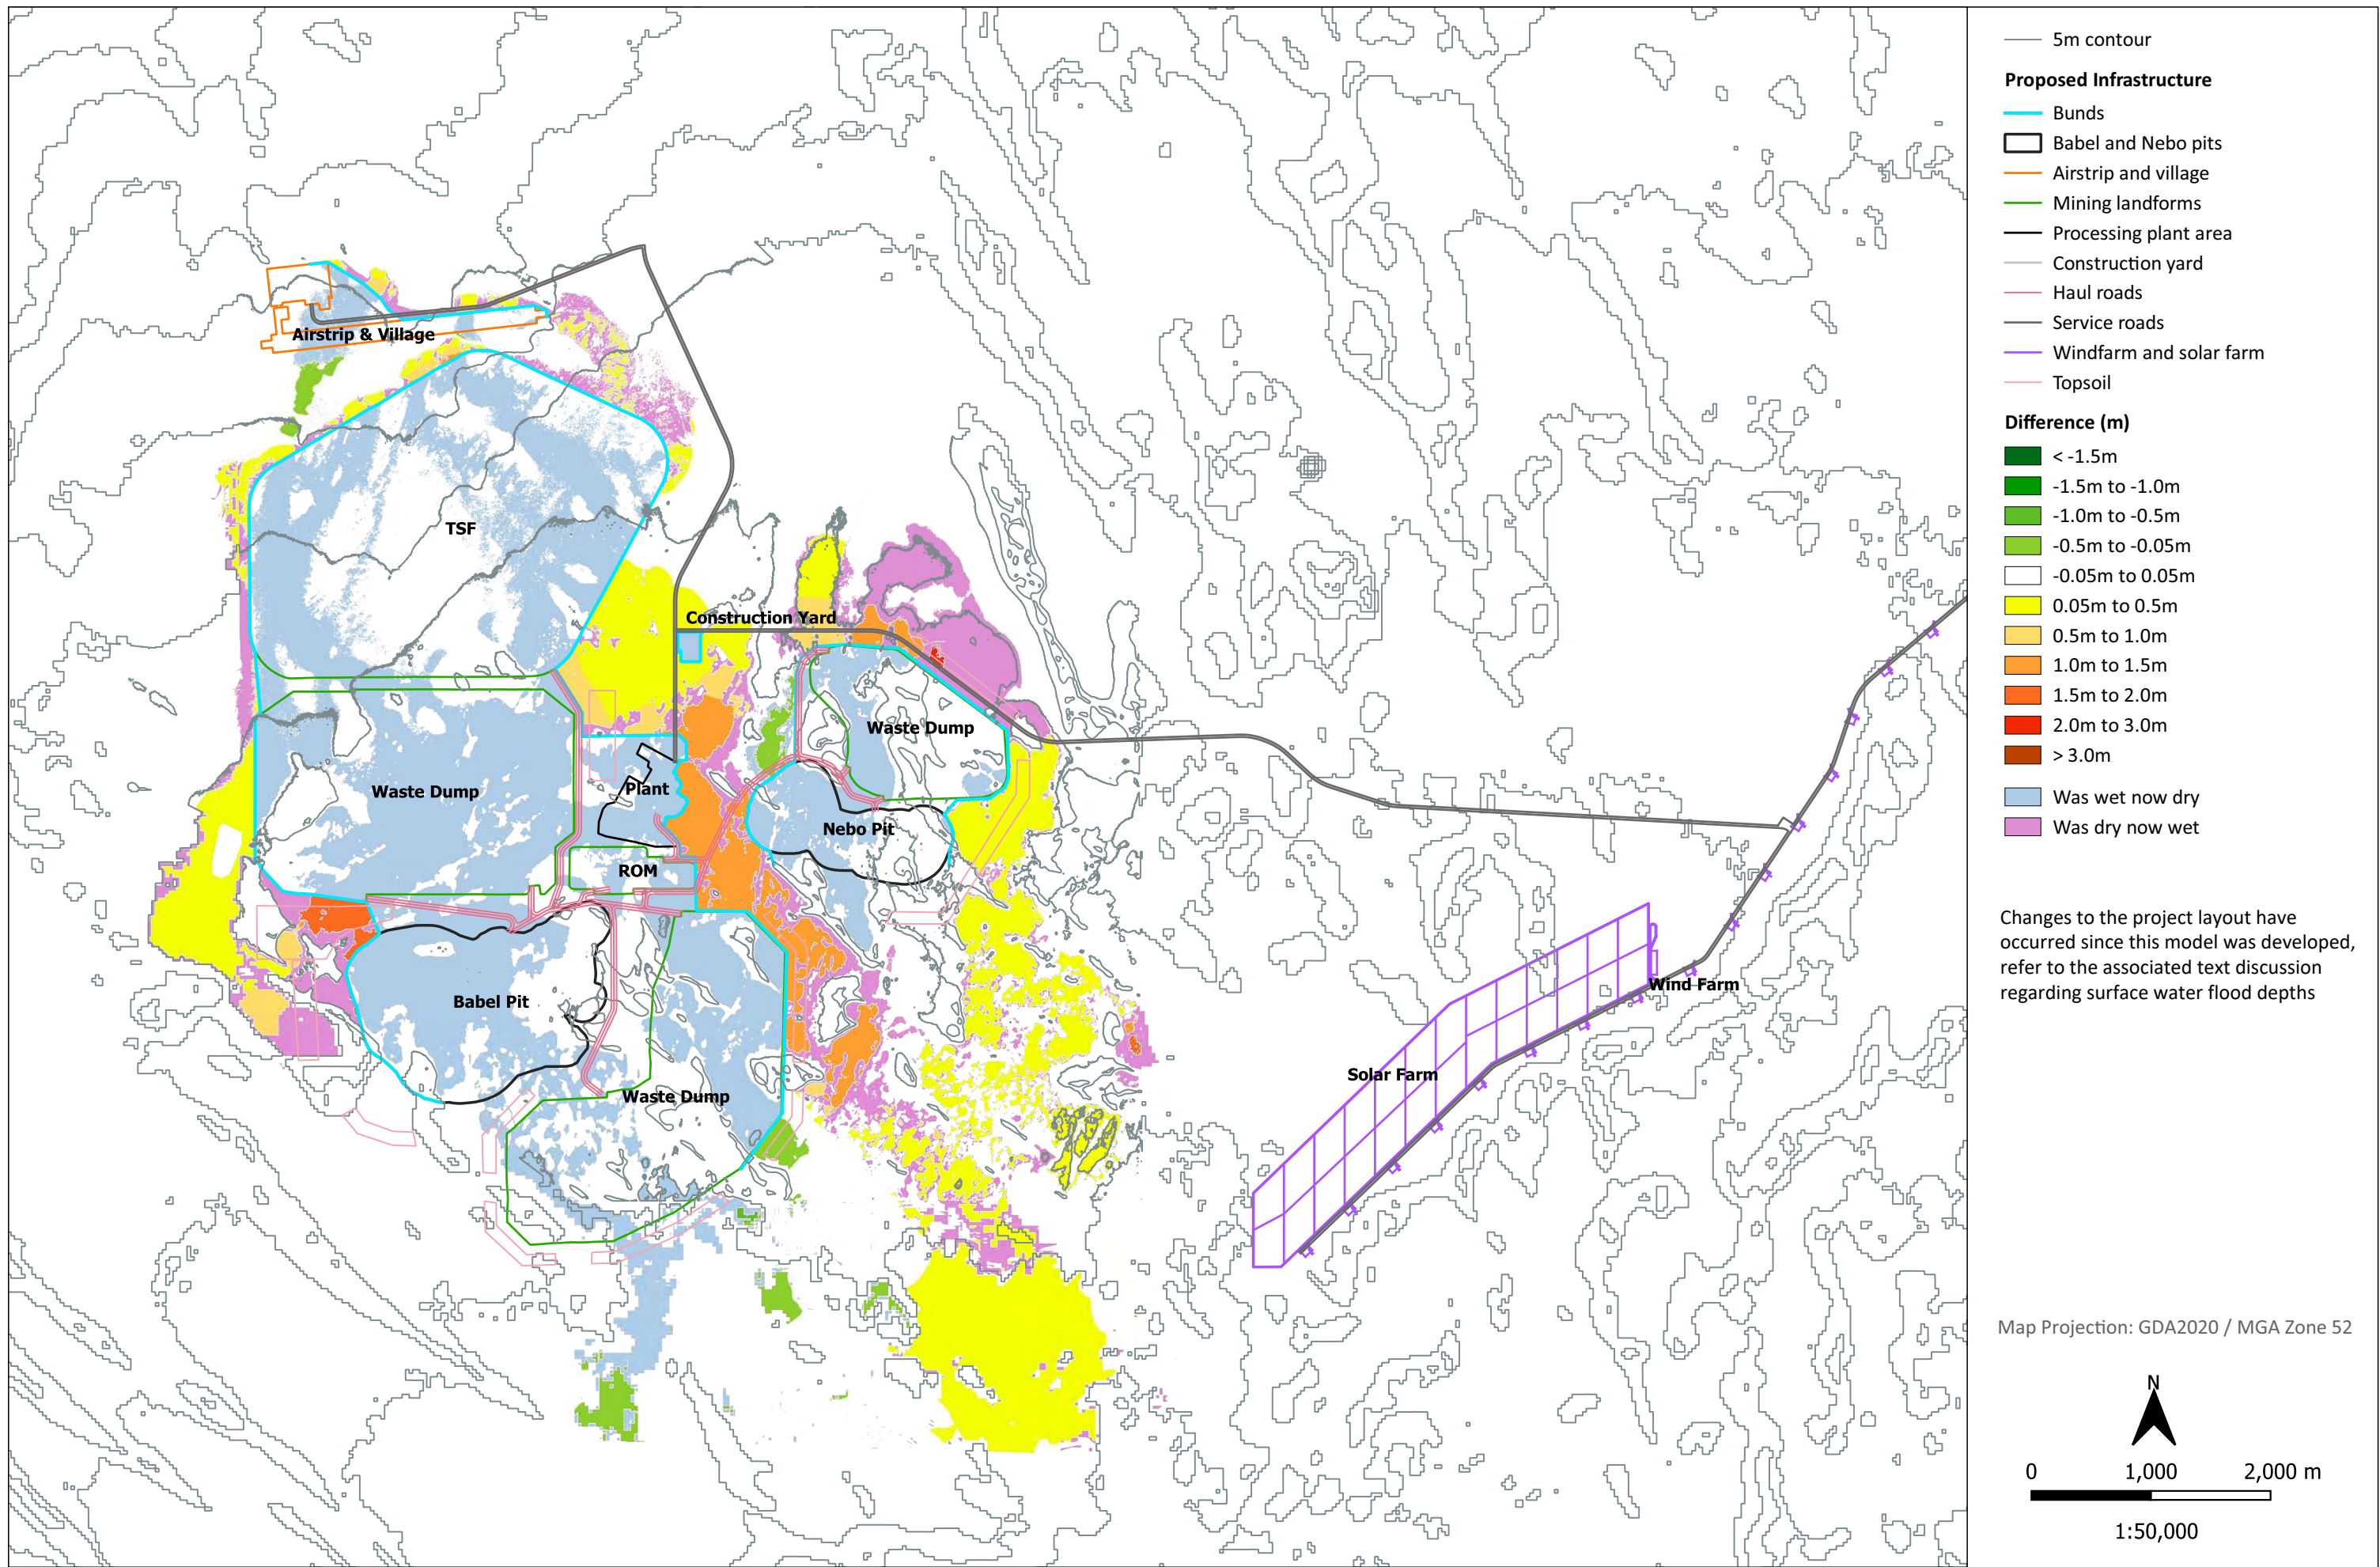 Airstrip & Village
TSF
Construction Yard
Waste Dump
Waste Dump
Plant
Nebo Pit
ROM
Babel Pit
Wind Farm
Solar Farm
Waste Dump
5m contour
Proposed Infrastructure
Bunds
Babel and Nebo pits
Airstrip and village
Mining landforms
Processing plant area
Construction yard
Haul roads
Service roads
Windfarm and solar farm
Topsoil
Difference (m)
< -1.5m
-1.5m to -1.0m
-1.0m to -0.5m
-0.5m to -0.05m
-0.05m to 0.05m
0.05m to 0.5m
0.5m to 1.0m
1.0m to 1.5m
1.5m to 2.0m
2.0m to 3.0m
> 3.0m
Was wet now dry
Was dry now wet
Changes to the project layout have
occurred since this model was developed,
refer to the associated text discussion
regarding surface water flood depths
Map Projection: GDA2020 / MGA Zone 52
N
0 1,000 2,000 m
1:50,000